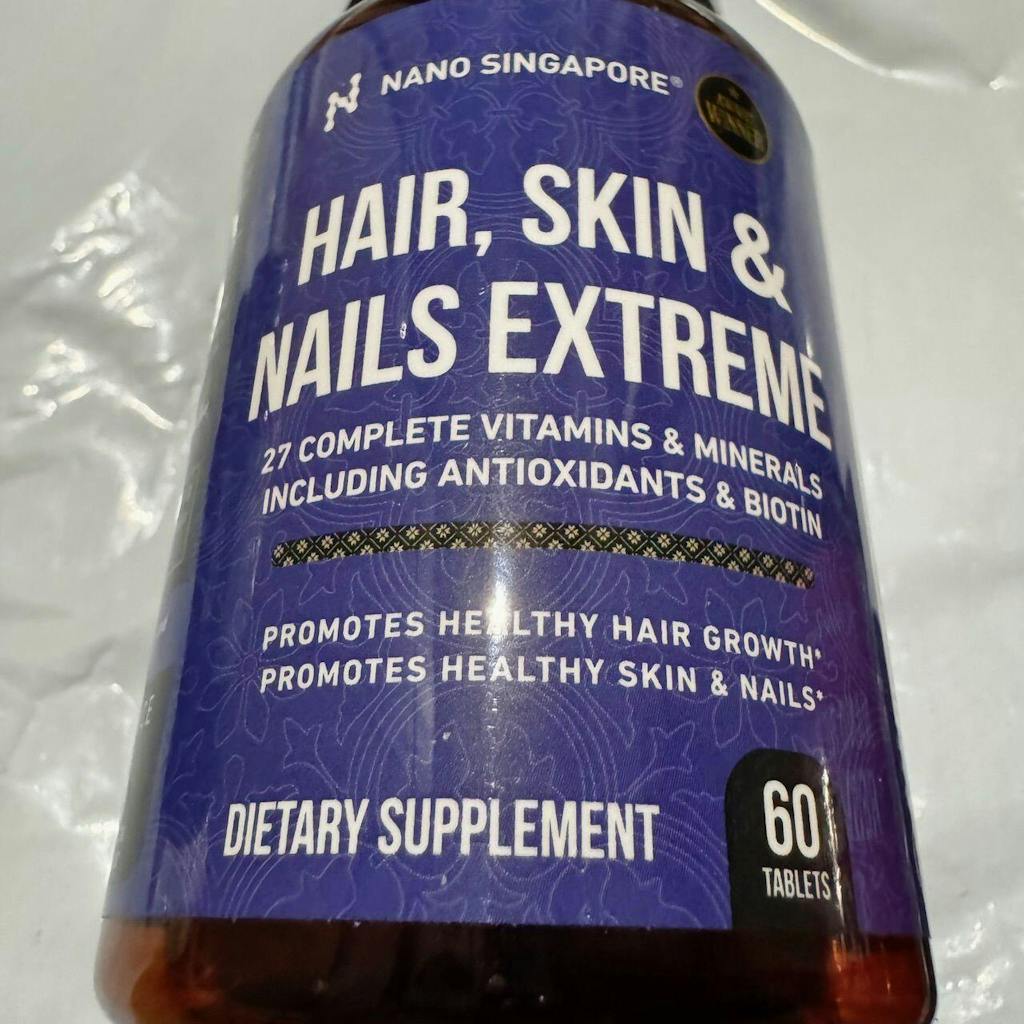 NANO SINGAPORE®
HAIR, SKIN &
NAILS EXTREME
27 COMPLETE VITAMINS & MINERALS
INCLUDING ANTIOXIDANTS & BIOTIN
PROMOTES HEALTHY HAIR GROWTH*
PROMOTES HEALTHY SKIN & NAILS*
DIETARY SUPPLEMENT
60
TABLETS